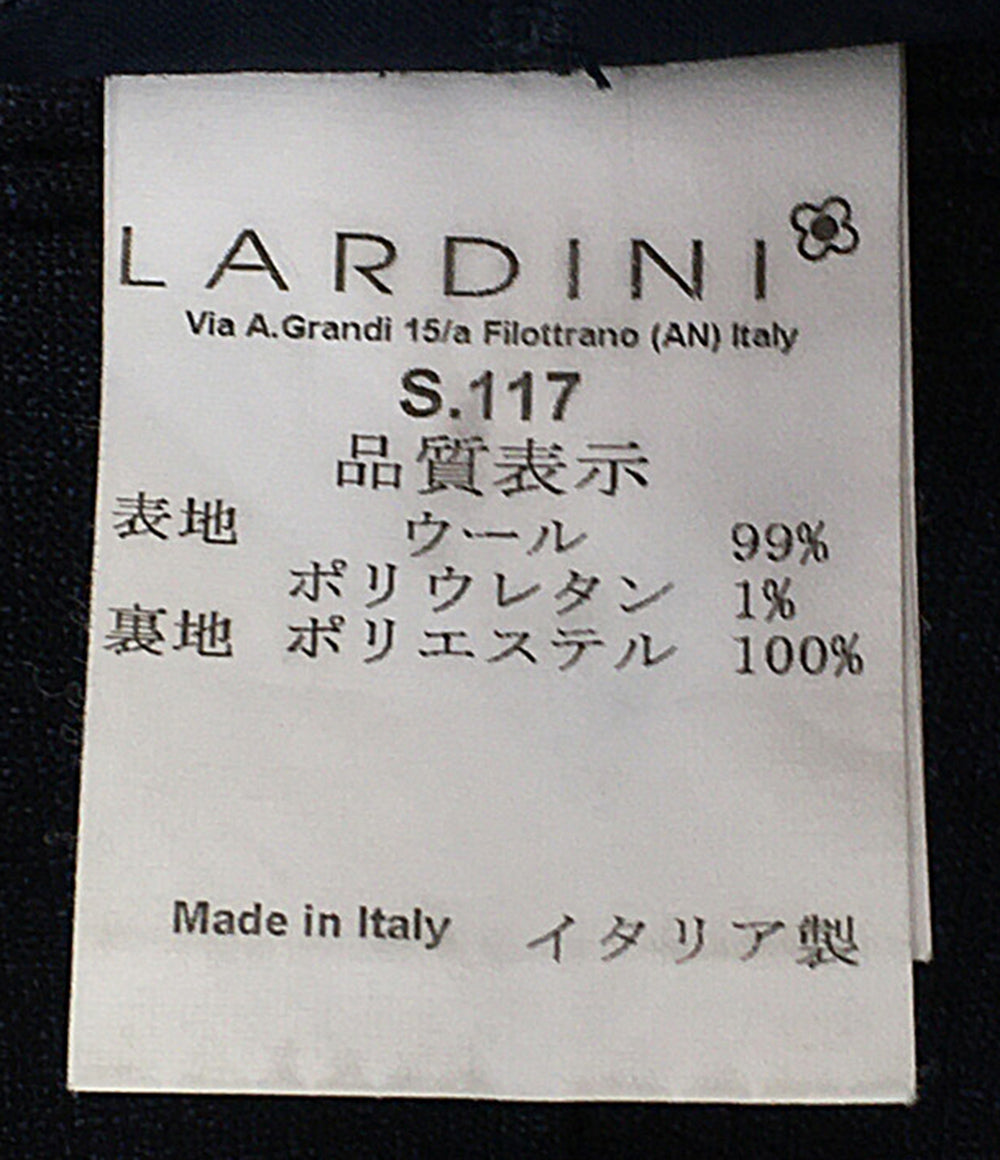 LARDINI
Via A.Grandi 15/a Filottrano (AN) Italy
S.117
品質表示
表地 ウール 99%
ポリウレタン 1%
裏地 ポリエステル 100%
Made in Italy イタリア製